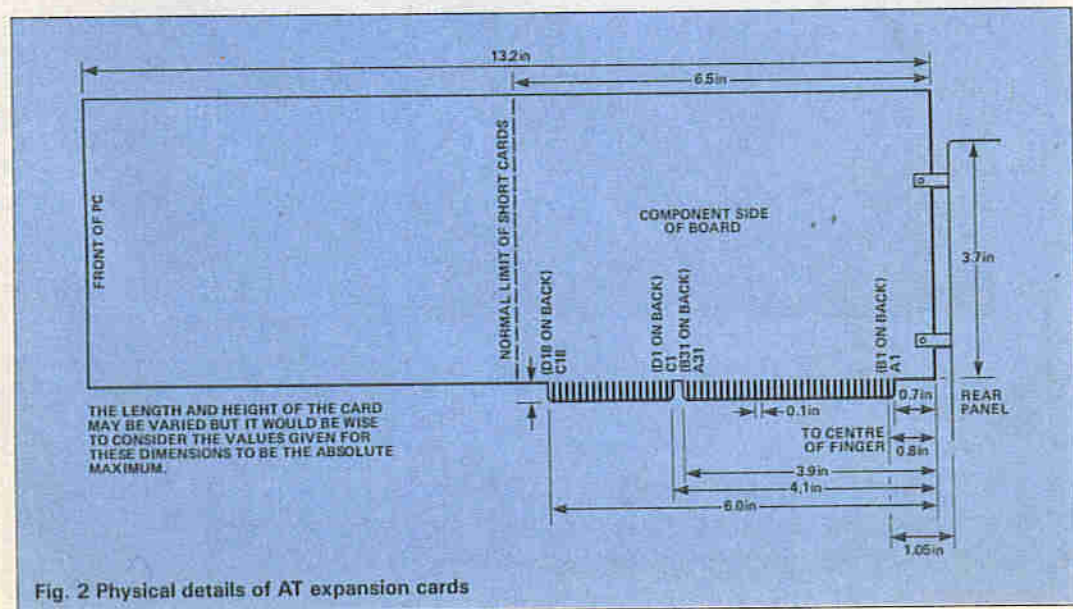 13.2in
6.5in
FRONT OF PC
NORMAL LIMIT OF SHORT CARDS
COMPONENT SIDE
OF BOARD
3.7in
(D18 ON BACK)
C18
(D1 ON BACK)
C1
(B31 ON BACK)
A31
(B1 ON BACK)
A1
THE LENGTH AND HEIGHT OF THE CARD
MAY BE VARIED BUT IT WOULD BE WISE
TO CONSIDER THE VALUES GIVEN FOR
THESE DIMENSIONS TO BE THE ABSOLUTE
MAXIMUM.
0.1in
0.7in
REAR
PANEL
TO CENTRE
OF FINGER
0.8in
3.9in
4.1in
6.0in
1.05in
Fig. 2 Physical details of AT expansion cards